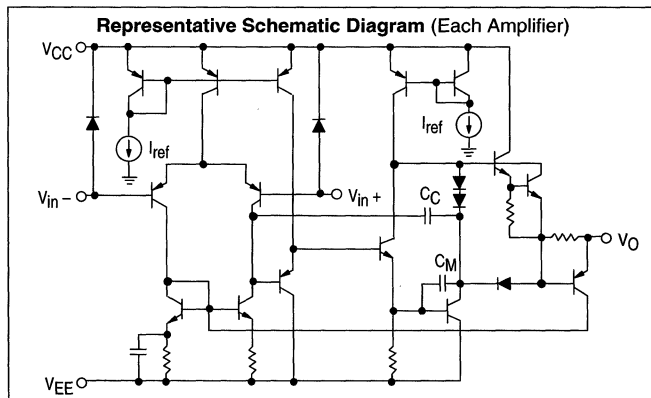 Representative Schematic Diagram (Each Amplifier)
VCC
Iref
Iref
Vin −
Vin +
CC
VO
CM
VEE